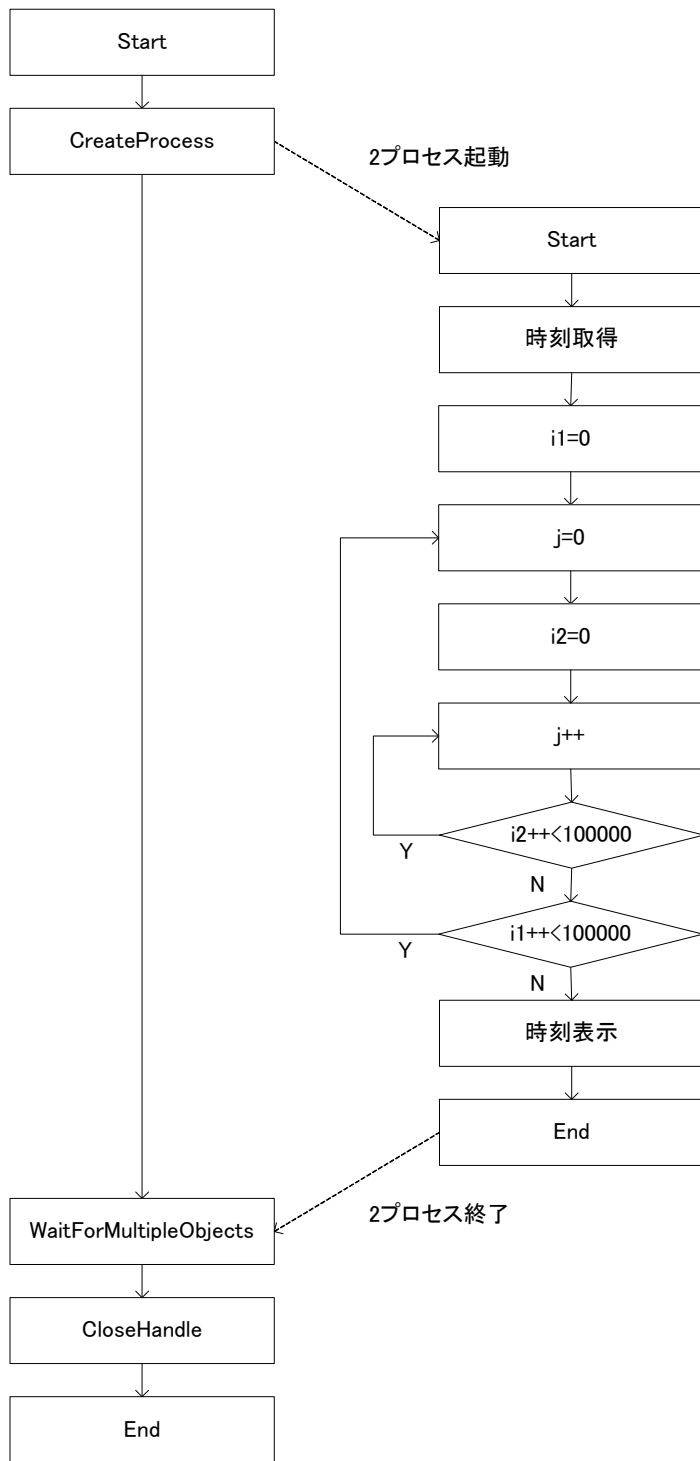 Start
CreateProcess
2プロセス起動
Start
時刻取得
i1=0
j=0
i2=0
j++
i2++<100000
Y
N
i1++<100000
Y
N
時刻表示
End
2プロセス終了
WaitForMultipleObjects
CloseHandle
End